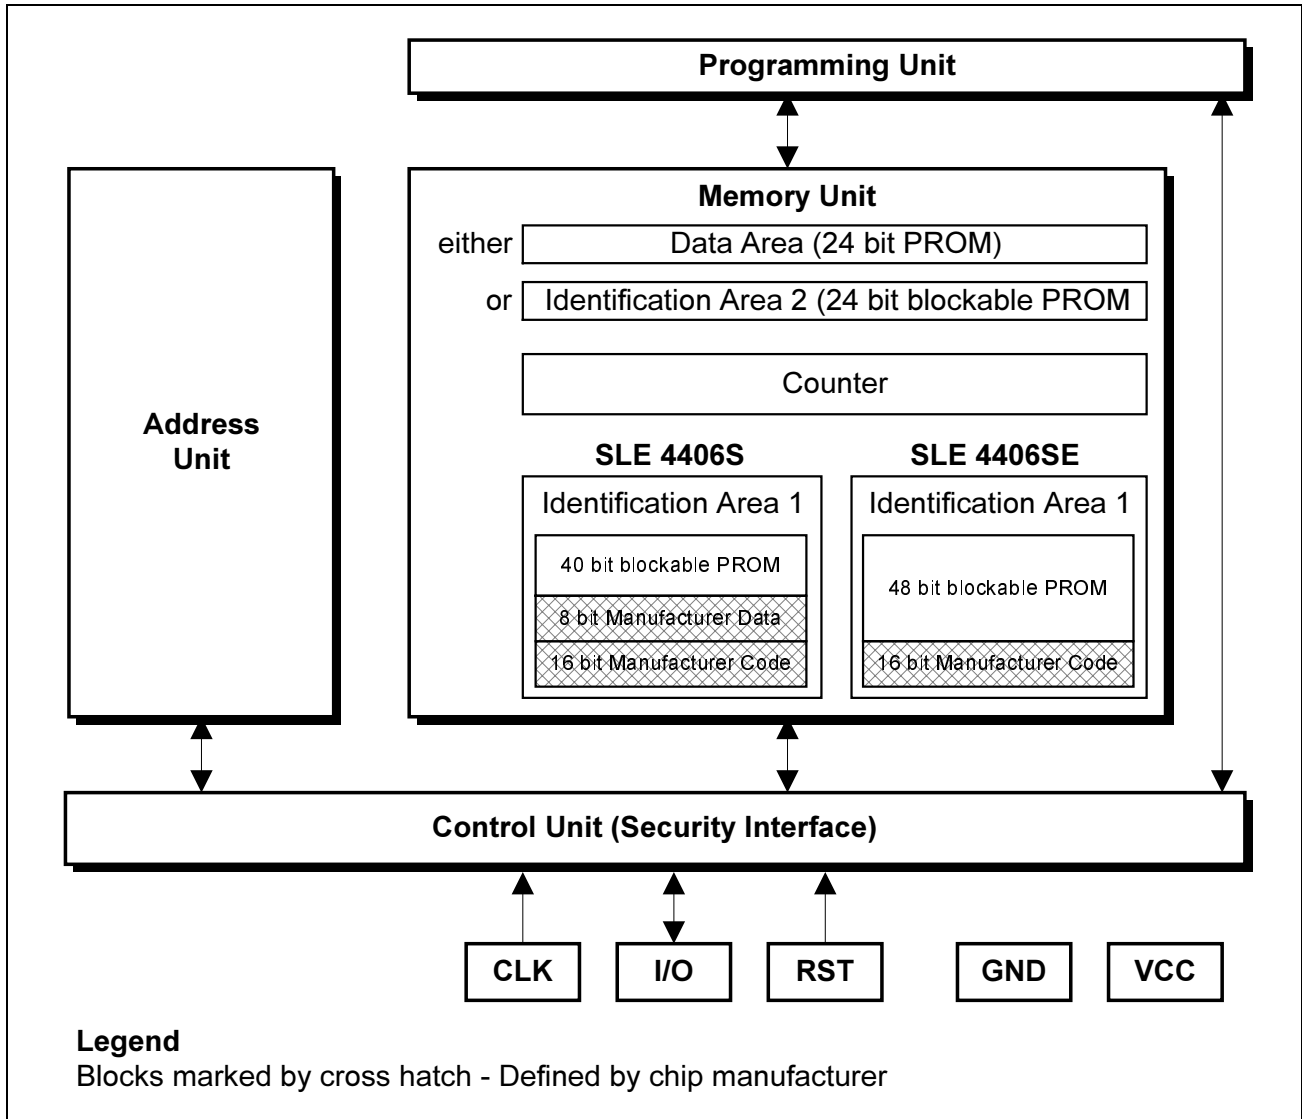 Programming Unit
Memory Unit
either Data Area (24 bit PROM)
or Identification Area 2 (24 bit blockable PROM
Counter
Address
Unit
SLE 4406S
SLE 4406SE
Identification Area 1
Identification Area 1
40 bit blockable PROM
8 bit Manufacturer Data
16 bit Manufacturer Code
48 bit blockable PROM
16 bit Manufacturer Code
Control Unit (Security Interface)
CLK
I/O
RST
GND
VCC
Legend
Blocks marked by cross hatch - Defined by chip manufacturer